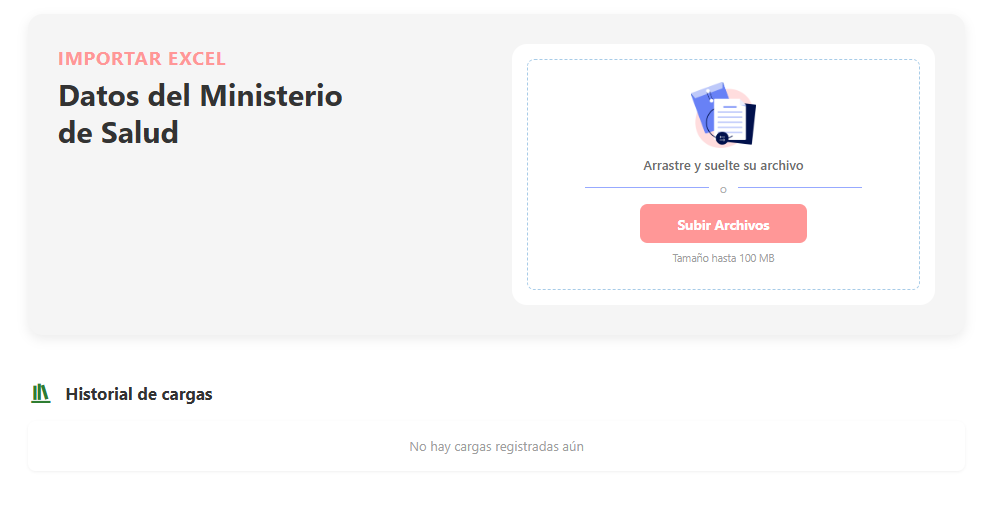 IMPORTAR EXCEL
Datos del Ministerio
de Salud
Arrastre y suelte su archivo
o
Subir Archivos
Tamaño hasta 100 MB
Historial de cargas
No hay cargas registradas aún